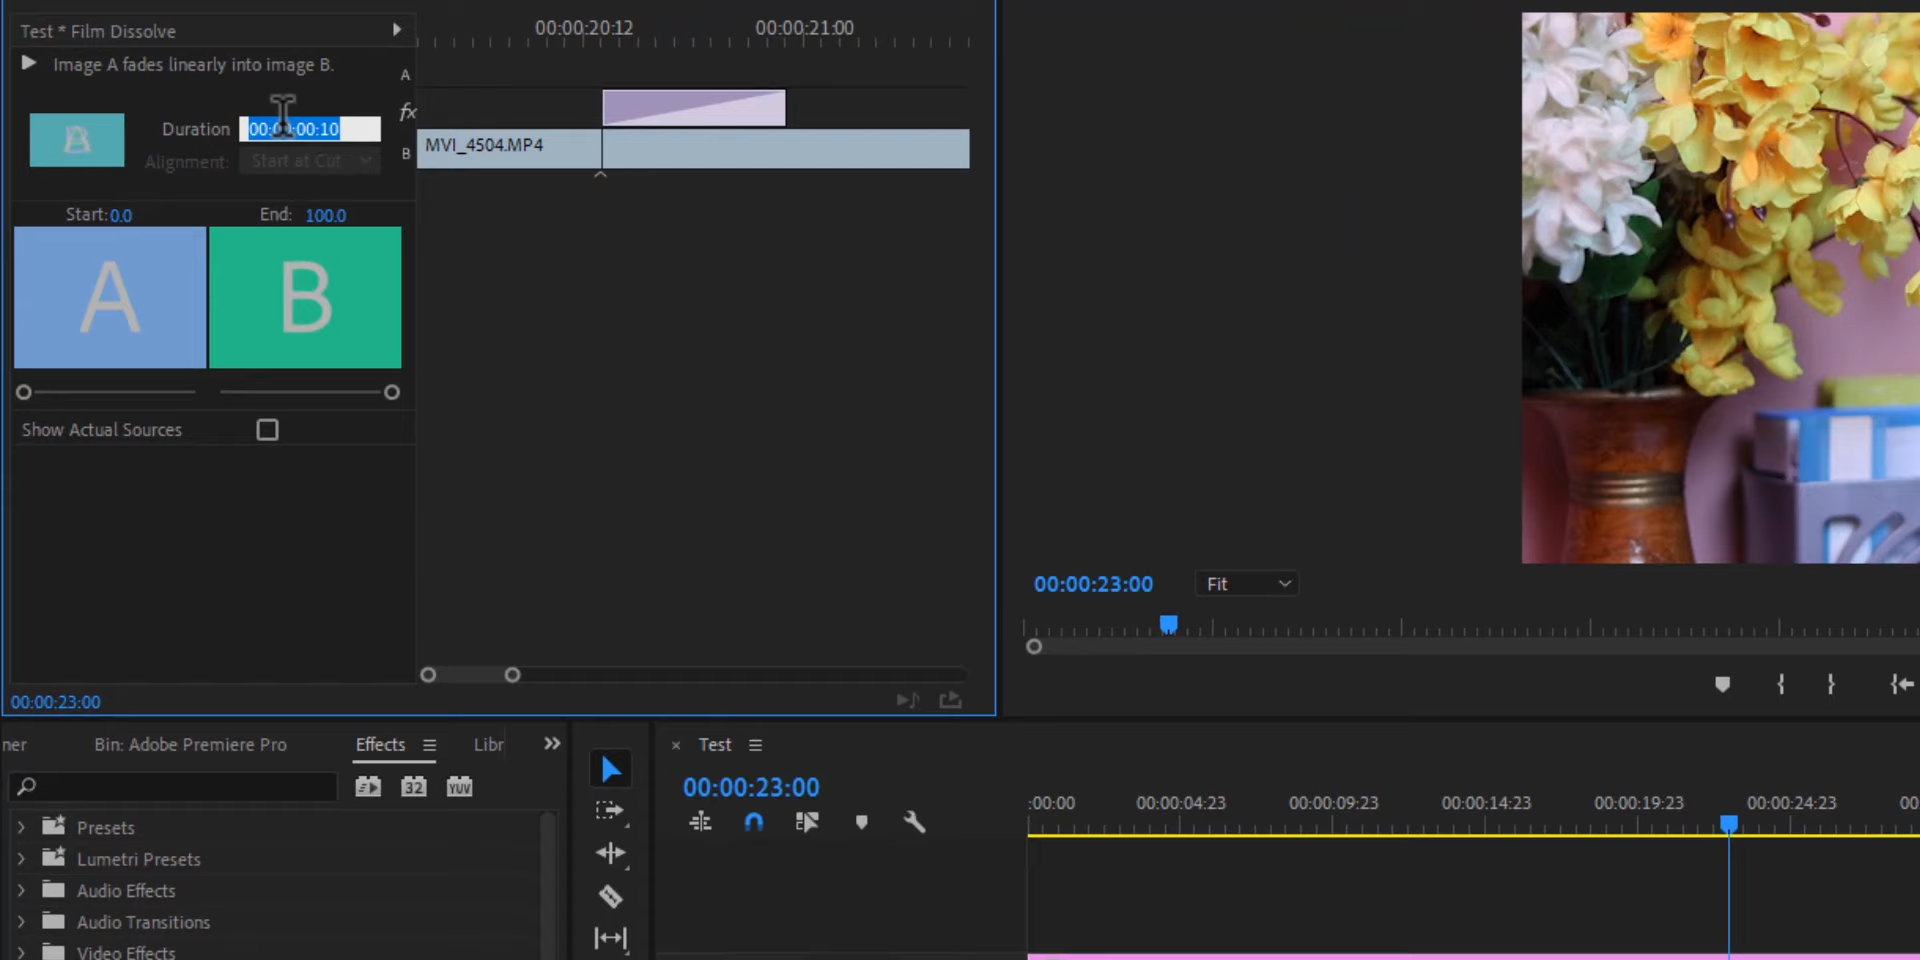 Test * Film Dissolve
00:00:20:12
00:00:21:00
Image A fades linearly into image B.
A
fx
B
B
Duration
00:00:00:10
MVI_4504.MP4
Alignment:
Start at Cut
Start: 0.0
End: 100.0
A
B
Show Actual Sources
00:00:23:00
00:00:23:00
Fit
ner
Bin: Adobe Premiere Pro
Effects
Libr
32
YUV
Presets
Lumetri Presets
Audio Effects
Audio Transitions
Video Effects
× Test
00:00:23:00
:00:00
00:00:04:23
00:00:09:23
00:00:14:23
00:00:19:23
00:00:24:23
00